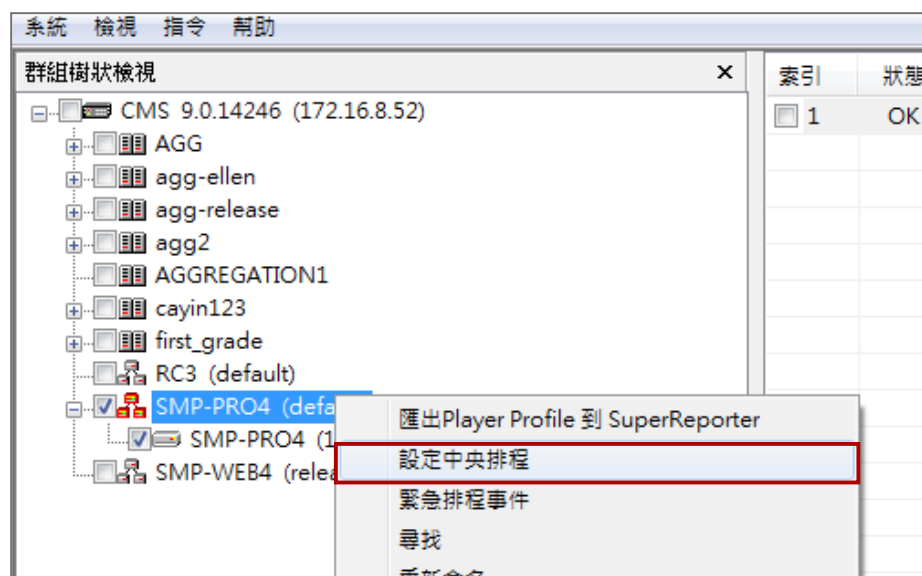 系統 檢視 指令 幫助
群組樹狀檢視
索引
CMS 9.0.14246 (172.16.8.52)
1 OK
AGG
agg-ellen
agg-release
agg2
AGGREGATION1
cayin123
first_grade
RC3 (default)
SMP-PRO4 (defa
SMP-PRO4 (1
SMP-WEB4 (relea
匯出Player Profile 到 SuperReporter
設定中央排程
緊急排程事件
尋找